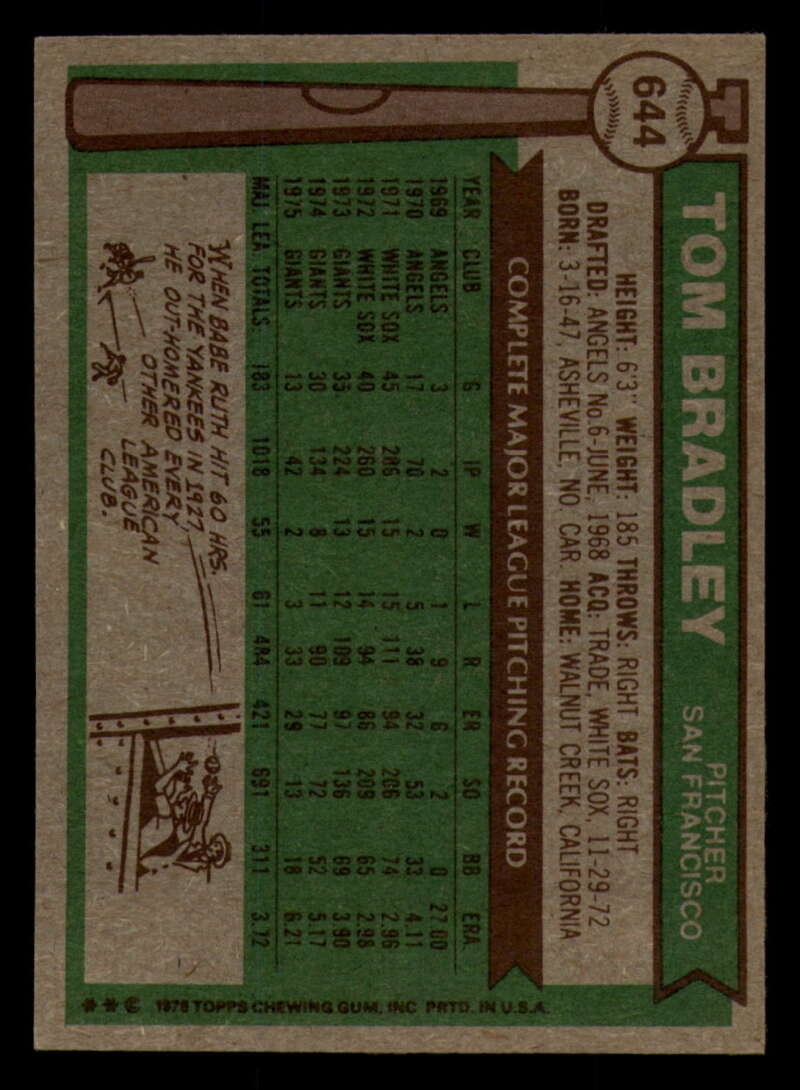 644
TOM BRADLEY
PITCHER
SAN FRANCISCO
HEIGHT: 6'3" WEIGHT: 185 THROWS: RIGHT BATS: RIGHT
DRAFTED: ANGELS No. 6-JUNE, 1968 ACQ: TRADE, WHITE SOX, 11-29-72
BORN: 3-16-47, ASHEVILLE, NO. CAR. HOME: WALNUT CREEK, CALIFORNIA
COMPLETE MAJOR LEAGUE PITCHING RECORD
YEAR CLUB G IP W L R ER SO BB ERA
1969 ANGELS 3 2 0 1 9 6 2 0 27.00
1970 ANGELS 17 70 2 5 38 32 53 33 4.11
1971 WHITE SOX 45 286 15 15 111 94 206 74 2.96
1972 WHITE SOX 40 260 15 14 94 86 209 65 2.98
1973 GIANTS 35 224 13 12 109 97 136 69 3.90
1974 GIANTS 30 134 8 11 90 77 72 52 5.17
1975 GIANTS 13 42 2 3 33 29 13 18 6.21
MAJ. LEA. TOTALS 183 1018 55 61 484 421 691 311 3.72
WHEN BABE RUTH HIT 60 HRS.
FOR THE YANKEES IN 1927,
HE OUT-HOMERED EVERY
OTHER AMERICAN
LEAGUE
CLUB.
**© 1976 TOPPS CHEWING GUM, INC. PRTD. IN U.S.A.